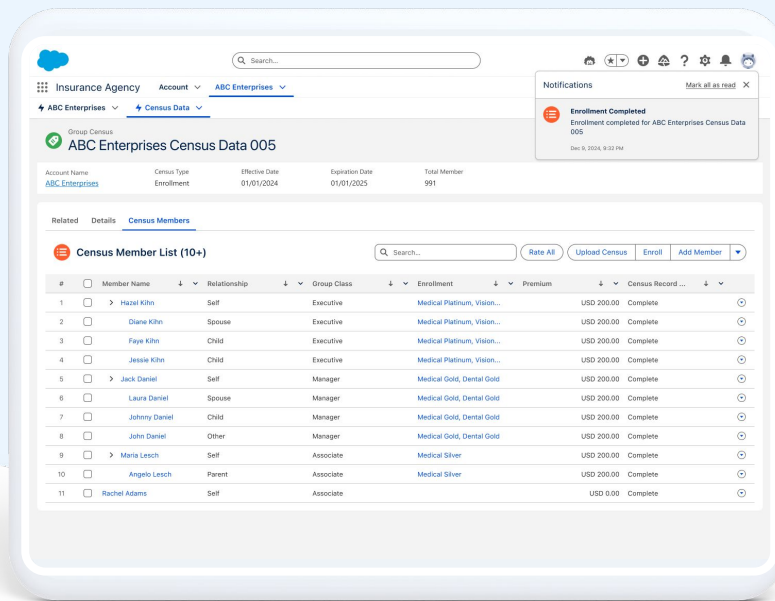 Search...
Insurance Agency Account ABC Enterprises
ABC Enterprises Census Data
Notifications Mark all as read
Enrollment Completed
Enrollment completed for ABC Enterprises Census Data
005
Dec 9, 2024, 9:33 PM
Group Census
ABC Enterprises Census Data 005
Account Name Census Type Effective Date Expiration Date Total Member
ABC Enterprises Enrollment 01/01/2024 01/01/2025 991
Related Details Census Members
Census Member List (10+) Search... Rate All Upload Census Enroll Add Member
# Member Name Relationship Group Class Enrollment Premium Census Record ...
1 Hazel Kihn Self Executive Medical Platinum, Vision... USD 200.00 Complete
2 Diane Kihn Spouse Executive Medical Platinum, Vision... USD 200.00 Complete
3 Faye Kihn Child Executive Medical Platinum, Vision... USD 200.00 Complete
4 Jessie Kihn Child Executive Medical Platinum, Vision... USD 200.00 Complete
5 Jack Daniel Self Manager Medical Gold, Dental Gold USD 200.00 Complete
6 Laura Daniel Spouse Manager Medical Gold, Dental Gold USD 200.00 Complete
7 Johnny Daniel Child Manager Medical Gold, Dental Gold USD 200.00 Complete
8 John Daniel Other Manager Medical Gold, Dental Gold USD 200.00 Complete
9 Maria Lesch Self Associate Medical Silver USD 200.00 Complete
10 Angelo Lesch Parent Associate Medical Silver USD 200.00 Complete
11 Rachel Adams Self Associate USD 0.00 Complete